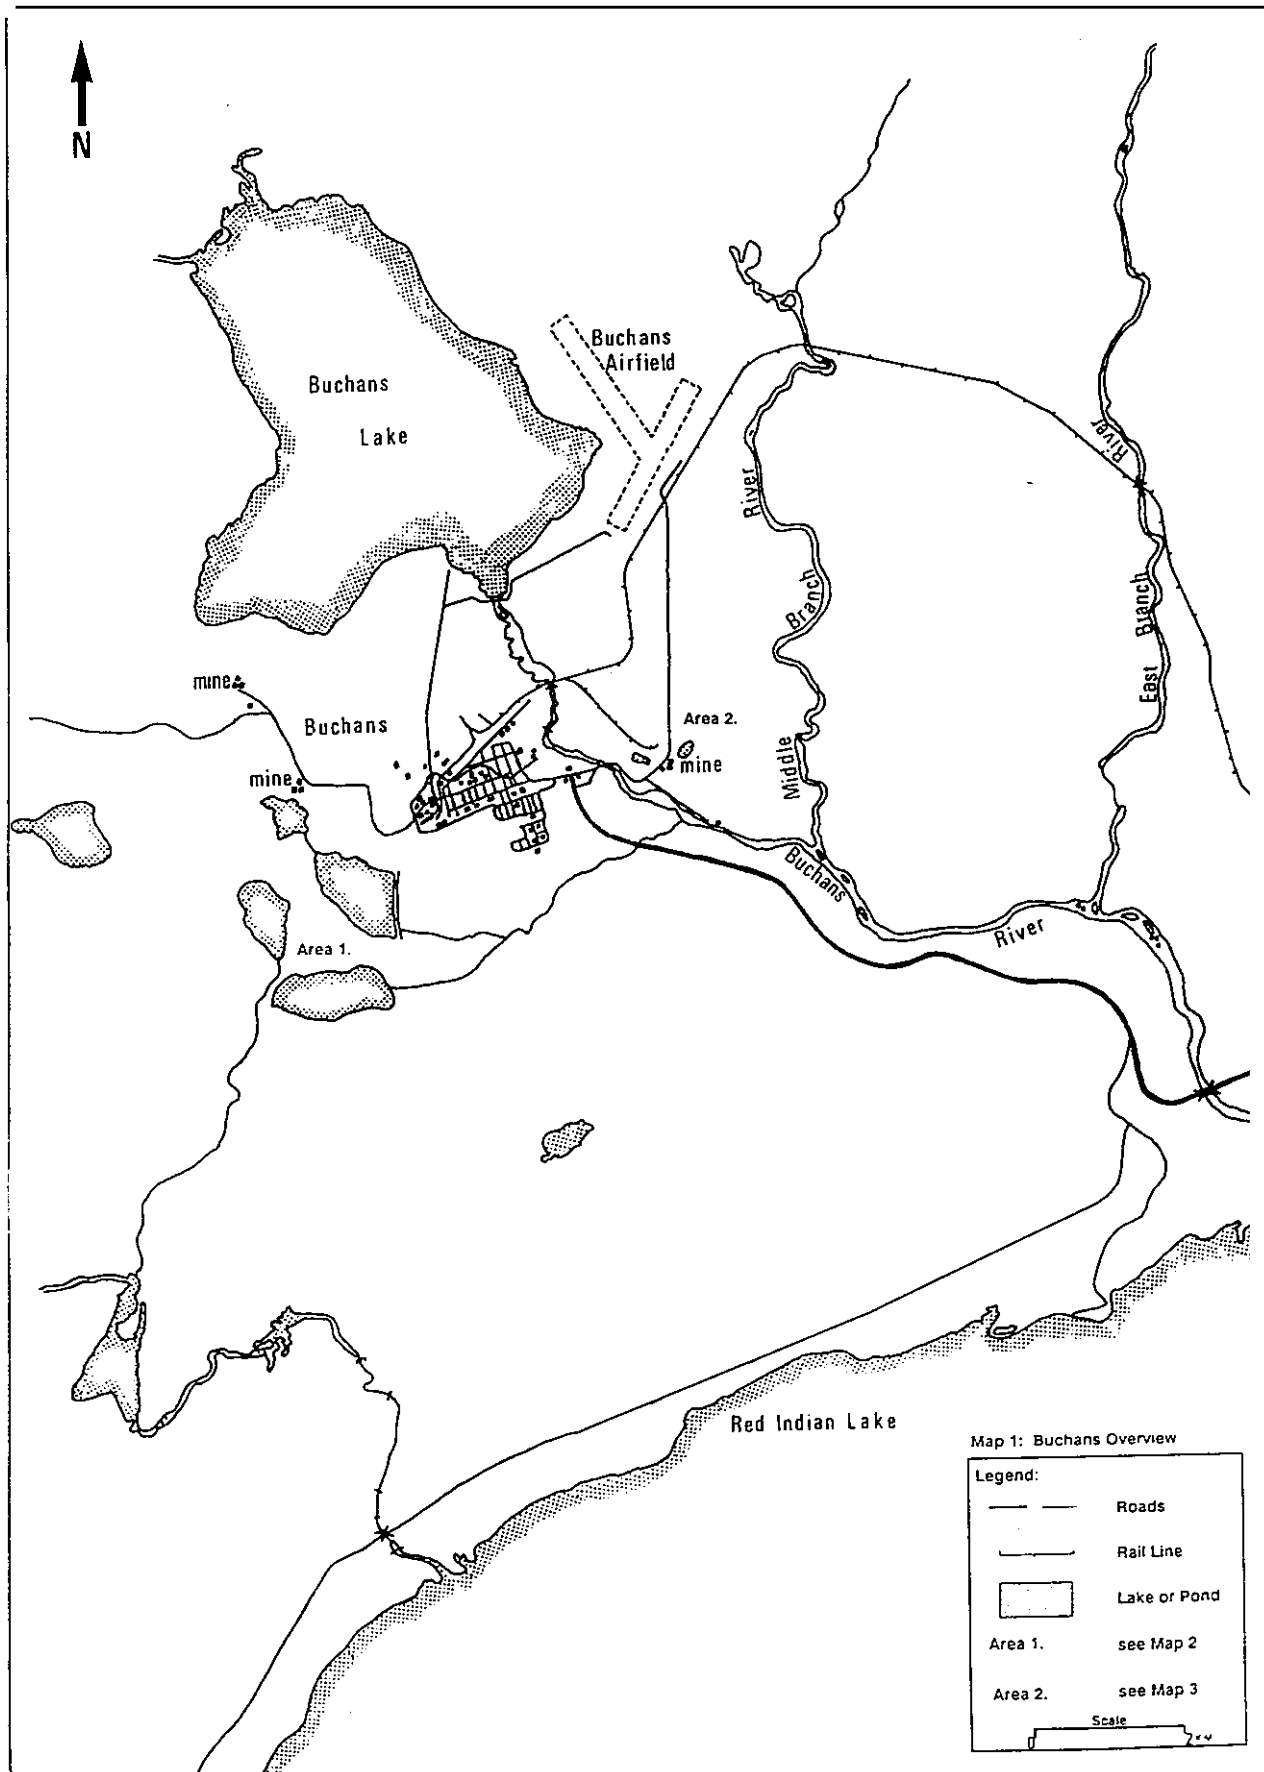 N
Buchans
Airfield
Buchans
Lake
River
River
Branch
Branch
East
mine
Buchans
Area 2.
mine
mine
Middle
Buchans
River
Area 1.
Red Indian Lake
Map 1: Buchans Overview
Legend:
Roads
Rail Line
Lake or Pond
Area 1. see Map 2
Area 2. see Map 3
Scale
0 2